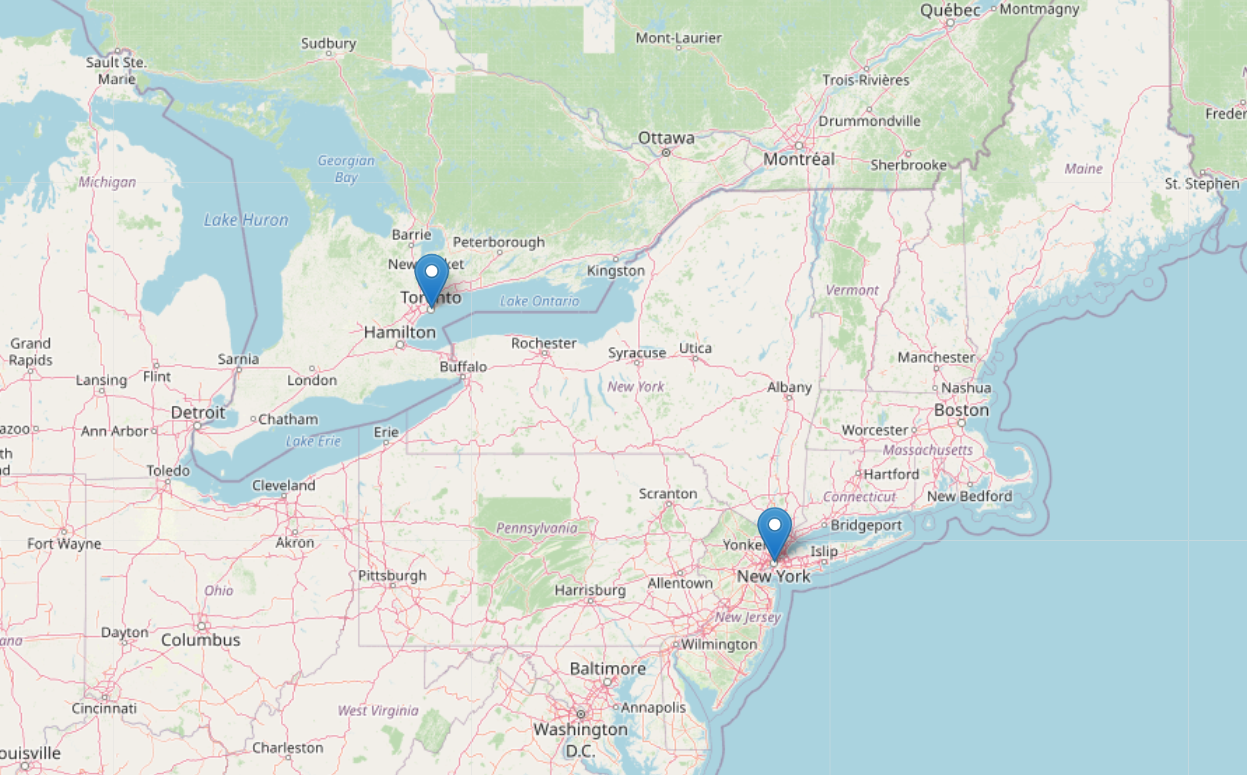 Québec
Montmagny
Mont-Laurier
Sudbury
Sault Ste.
Marie
Trois-Rivières
Drummondville
Ottawa
Montréal
Sherbrooke
Georgian
Bay
Michigan
Maine
St. Stephen
Lake Huron
Barrie
Peterborough
Kingston
Toronto
Lake Ontario
Vermont
Hamilton
Grand
Rapids
Sarnia
Rochester
Syracuse
Utica
Manchester
Lansing
Flint
London
Buffalo
New York
Albany
Nashua
Detroit
Chatham
Boston
Ann Arbor
Erie
Lake Erie
Worcester
Massachusetts
Toledo
Hartford
Cleveland
Scranton
Connecticut
New Bedford
Pennsylvania
Bridgeport
Fort Wayne
Akron
Yonkers
Islip
Pittsburgh
Allentown
New York
Ohio
Harrisburg
New Jersey
Dayton
Columbus
Wilmington
Baltimore
Cincinnati
West Virginia
Annapolis
Washington
D.C.
Charleston
ouisville